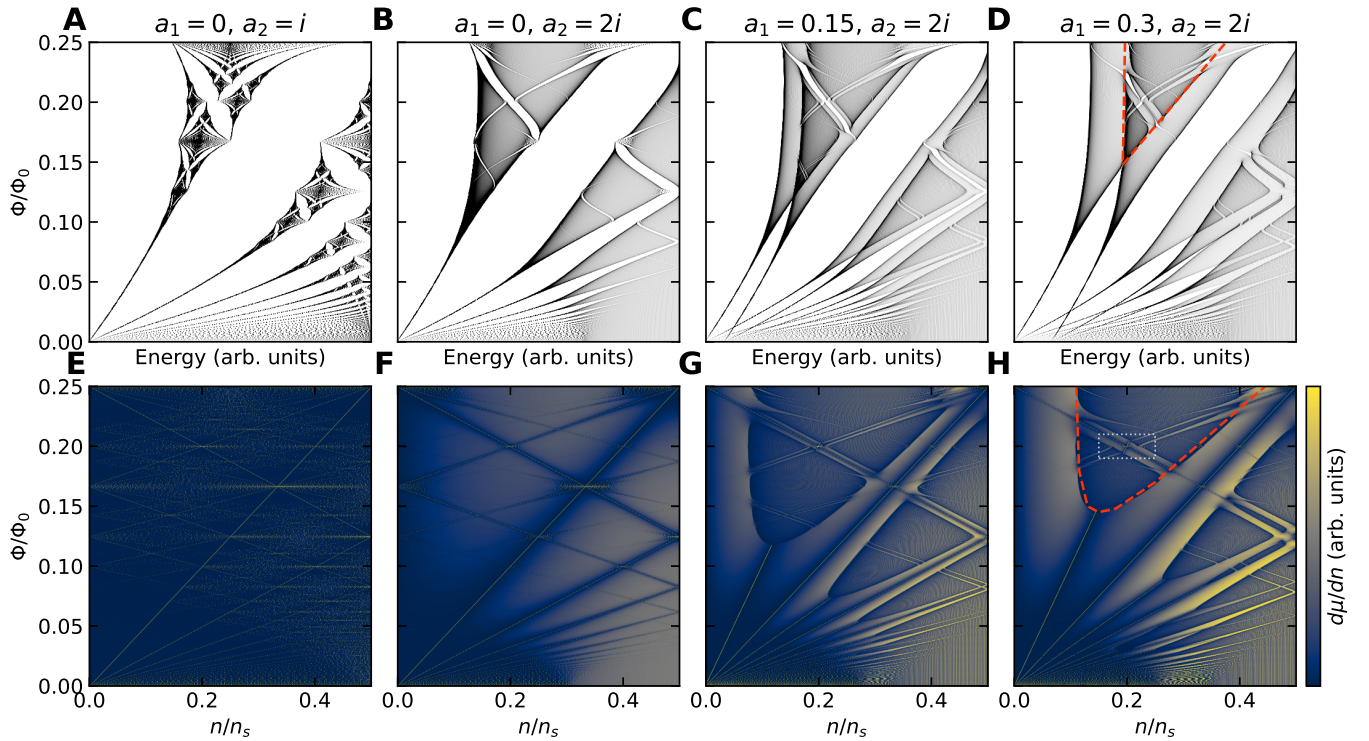 A a₁ = 0, a₂ = i
B a₁ = 0, a₂ = 2i
C a₁ = 0.15, a₂ = 2i
D a₁ = 0.3, a₂ = 2i
0.25
0.20
0.15
0.10
0.05
0.00
Φ/Φ₀
Energy (arb. units)
Energy (arb. units)
Energy (arb. units)
Energy (arb. units)
E
F
G
H
0.25
0.20
0.15
0.10
0.05
0.00
Φ/Φ₀
0.0 0.2 0.4
0.0 0.2 0.4
0.0 0.2 0.4
0.0 0.2 0.4
n/nₛ
n/nₛ
n/nₛ
n/nₛ
dμ/dn (arb. units)